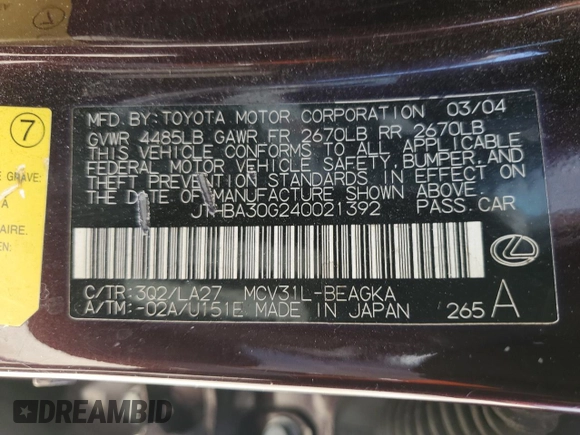 MFD. BY: TOYOTA MOTOR CORPORATION 03/04
GVWR 4485LB GAWR FR 2670LB RR 2670LB
THIS VEHICLE CONFORMS TO ALL APPLICABLE
FEDERAL MOTOR VEHICLE SAFETY, BUMPER, AND
THEFT PREVENTION STANDARDS IN EFFECT ON
THE DATE OF MANUFACTURE SHOWN ABOVE.
JTHBA30G240021392 PASS. CAR
C/TR: 3Q2/LA27 MCV31L-BEAGKA
A/TM: -02A/U151E MADE IN JAPAN 265 A
7
E GRAVE
A
AIRE.
EN:
DREAMBID